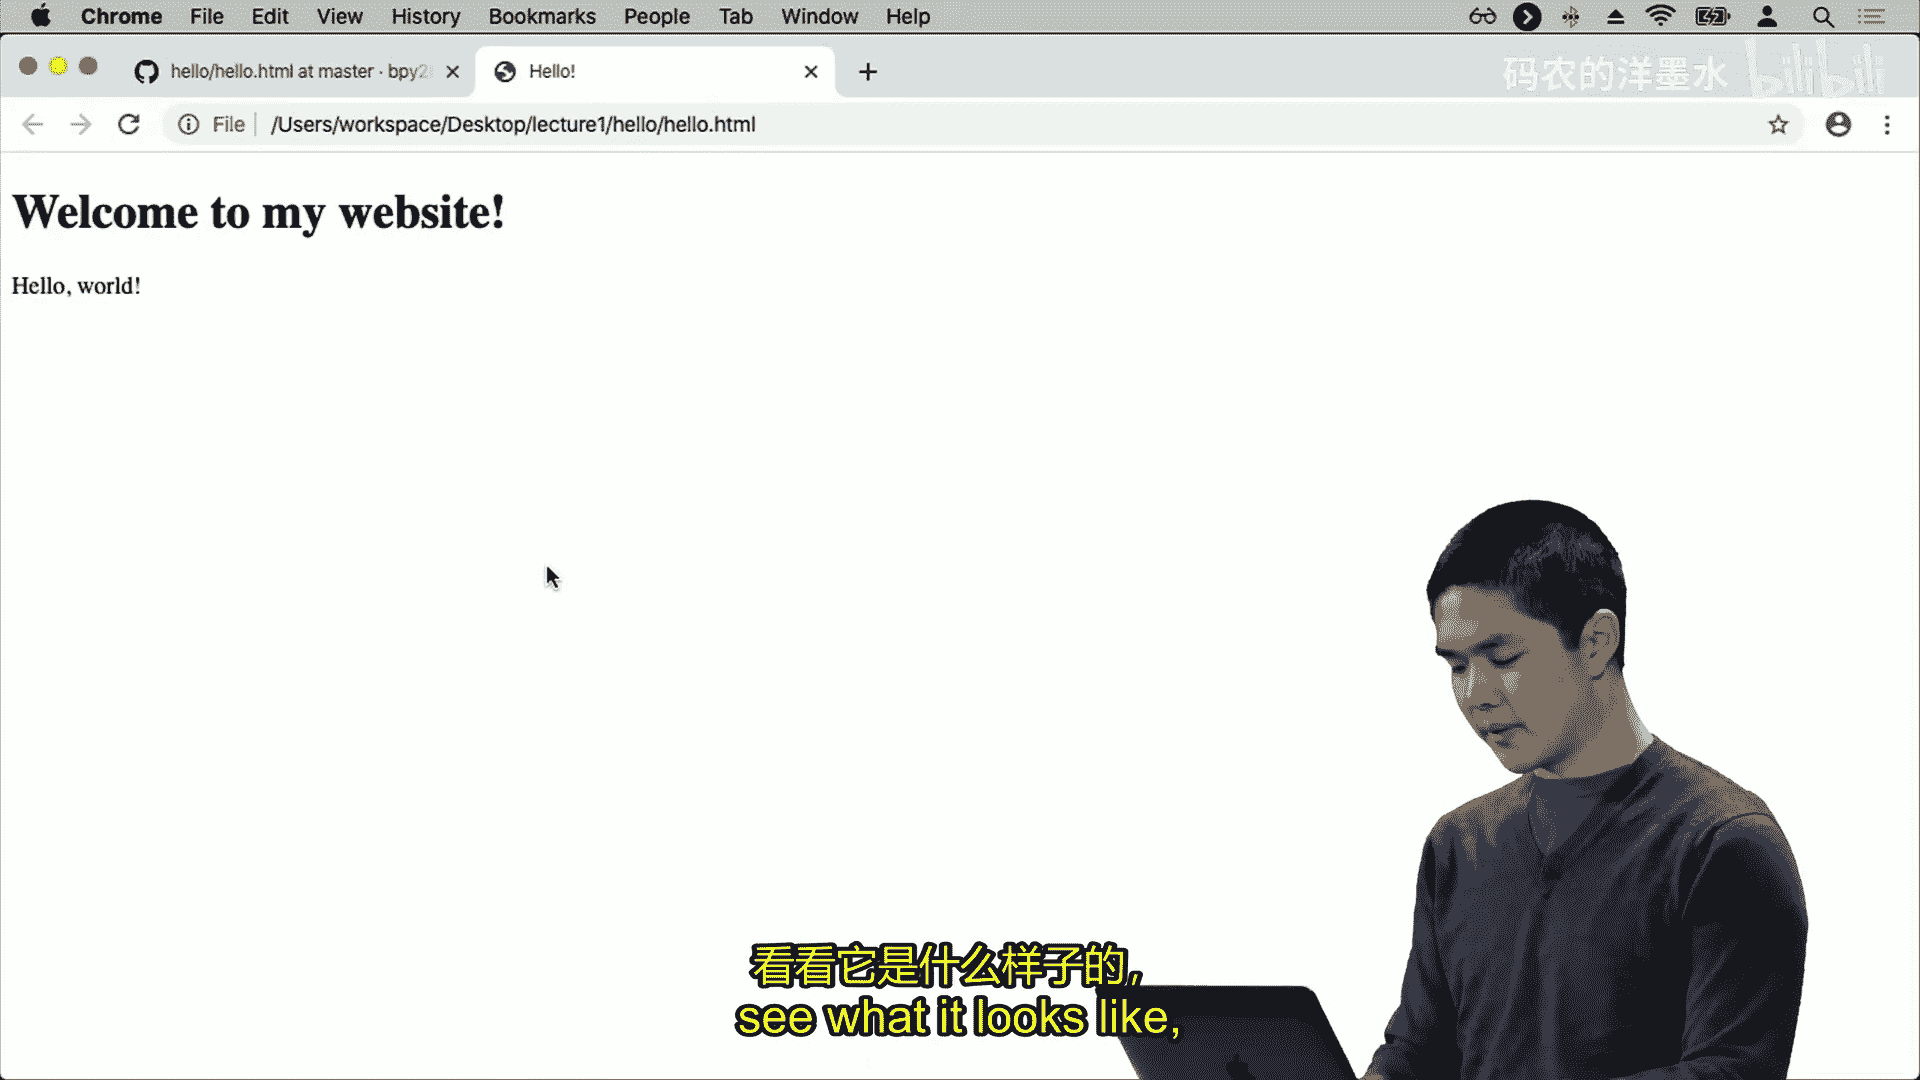 Chrome File Edit View History Bookmarks People Tab Window Help
hello/hello.html at master · bpy2
Hello!
码农的洋墨水 bilibili
File /Users/workspace/Desktop/lecture1/hello/hello.html
Welcome to my website!
Hello, world!
看看它是什么样子的,
see what it looks like,